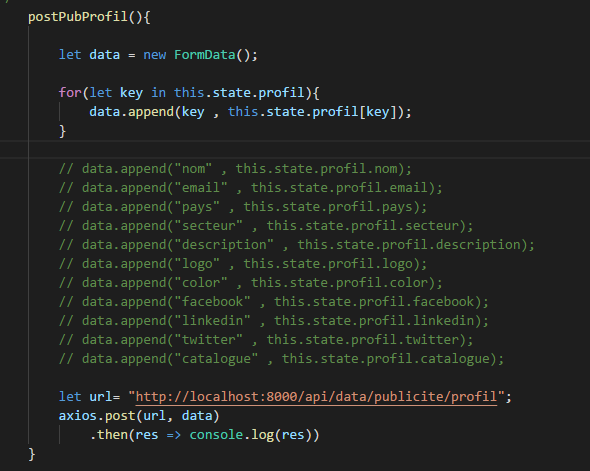 postPubProfil(){
let data = new FormData();
for(let key in this.state.profil){
data.append(key , this.state.profil[key]);
}
// data.append("nom" , this.state.profil.nom);
// data.append("email" , this.state.profil.email);
// data.append("pays" , this.state.profil.pays);
// data.append("secteur" , this.state.profil.secteur);
// data.append("description" , this.state.profil.description);
// data.append("logo" , this.state.profil.logo);
// data.append("color" , this.state.profil.color);
// data.append("facebook" , this.state.profil.facebook);
// data.append("linkedin" , this.state.profil.linkedin);
// data.append("twitter" , this.state.profil.twitter);
// data.append("catalogue" , this.state.profil.catalogue);
let url= "http://localhost:8000/api/data/publicite/profil";
axios.post(url, data)
.then(res => console.log(res))
}